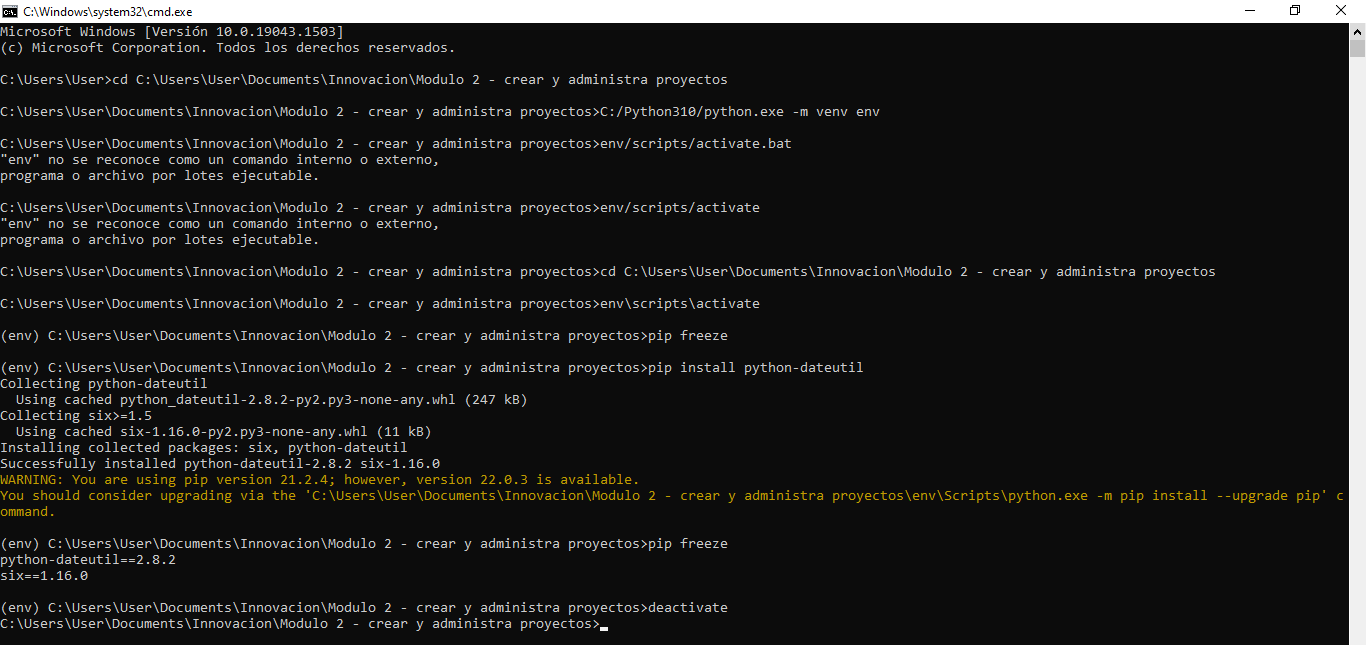 C:\Windows\system32\cmd.exe
Microsoft Windows [Versión 10.0.19043.1503]
(c) Microsoft Corporation. Todos los derechos reservados.
C:\Users\User>cd C:\Users\User\Documents\Innovacion\Modulo 2 - crear y administra proyectos
C:\Users\User\Documents\Innovacion\Modulo 2 - crear y administra proyectos>C:/Python310/python.exe -m venv env
C:\Users\User\Documents\Innovacion\Modulo 2 - crear y administra proyectos>env/scripts/activate.bat
"env" no se reconoce como un comando interno o externo,
programa o archivo por lotes ejecutable.
C:\Users\User\Documents\Innovacion\Modulo 2 - crear y administra proyectos>env/scripts/activate
"env" no se reconoce como un comando interno o externo,
programa o archivo por lotes ejecutable.
C:\Users\User\Documents\Innovacion\Modulo 2 - crear y administra proyectos>cd C:\Users\User\Documents\Innovacion\Modulo 2 - crear y administra proyectos
C:\Users\User\Documents\Innovacion\Modulo 2 - crear y administra proyectos>env\scripts\activate
(env) C:\Users\User\Documents\Innovacion\Modulo 2 - crear y administra proyectos>pip freeze
(env) C:\Users\User\Documents\Innovacion\Modulo 2 - crear y administra proyectos>pip install python-dateutil
Collecting python-dateutil
  Using cached python_dateutil-2.8.2-py2.py3-none-any.whl (247 kB)
Collecting six>=1.5
  Using cached six-1.16.0-py2.py3-none-any.whl (11 kB)
Installing collected packages: six, python-dateutil
Successfully installed python-dateutil-2.8.2 six-1.16.0
WARNING: You are using pip version 21.2.4; however, version 22.0.3 is available.
You should consider upgrading via the 'C:\Users\User\Documents\Innovacion\Modulo 2 - crear y administra proyectos\env\Scripts\python.exe -m pip install --upgrade pip' c
ommand.
(env) C:\Users\User\Documents\Innovacion\Modulo 2 - crear y administra proyectos>pip freeze
python-dateutil==2.8.2
six==1.16.0
(env) C:\Users\User\Documents\Innovacion\Modulo 2 - crear y administra proyectos>deactivate
C:\Users\User\Documents\Innovacion\Modulo 2 - crear y administra proyectos>